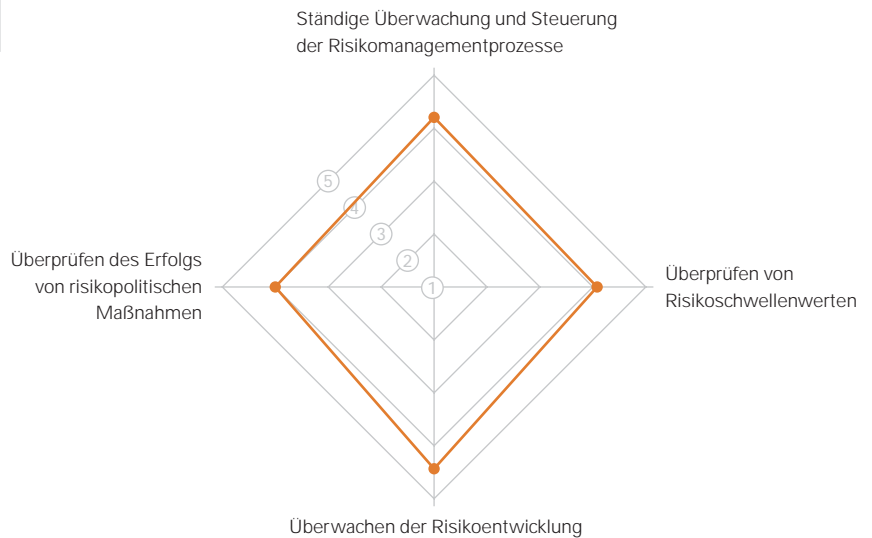 Ständige Überwachung und Steuerung
der Risikomanagementprozesse
5
4
3
2
1
Überprüfen des Erfolgs
von risikopolitischen
Maßnahmen
Überprüfen von
Risikoschwellenwerten
Überwachen der Risikoentwicklung